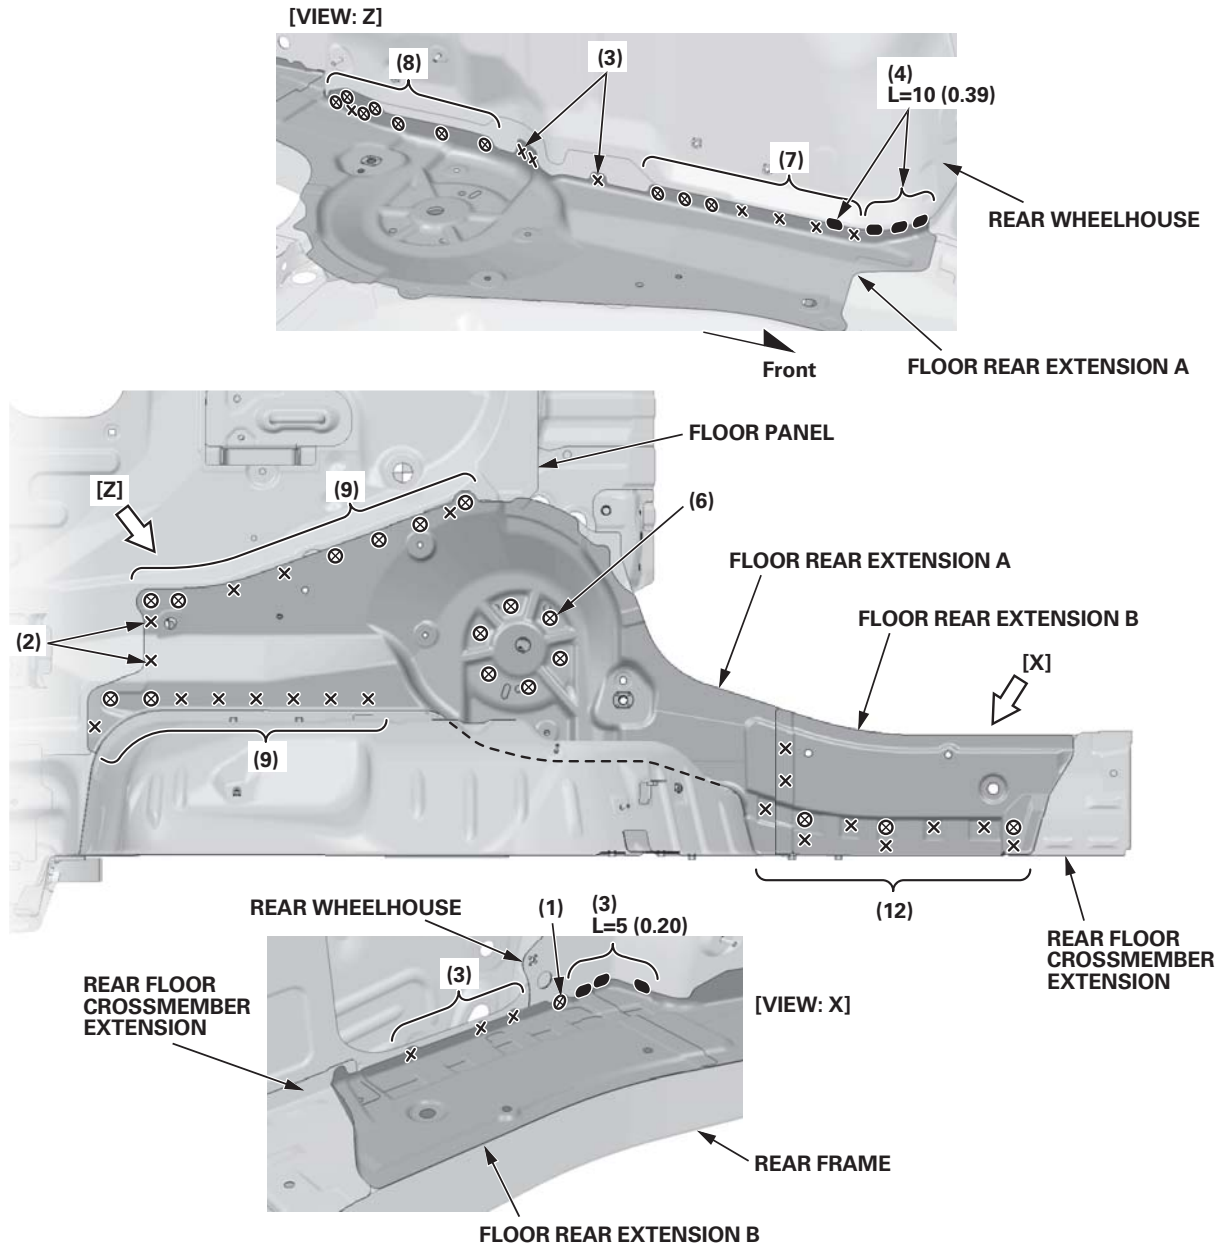 [VIEW: Z]
(8)
(3)
(4)
L=10 (0.39)
(7)
REAR WHEELHOUSE
Front
FLOOR REAR EXTENSION A
FLOOR PANEL
[Z]
(9)
(6)
FLOOR REAR EXTENSION A
FLOOR REAR EXTENSION B
(2)
[X]
(9)
(12)
REAR WHEELHOUSE
(1)
(3)
L=5 (0.20)
REAR FLOOR
CROSSMEMBER
EXTENSION
(3)
REAR FLOOR
CROSSMEMBER
EXTENSION
[VIEW: X]
REAR FRAME
FLOOR REAR EXTENSION B